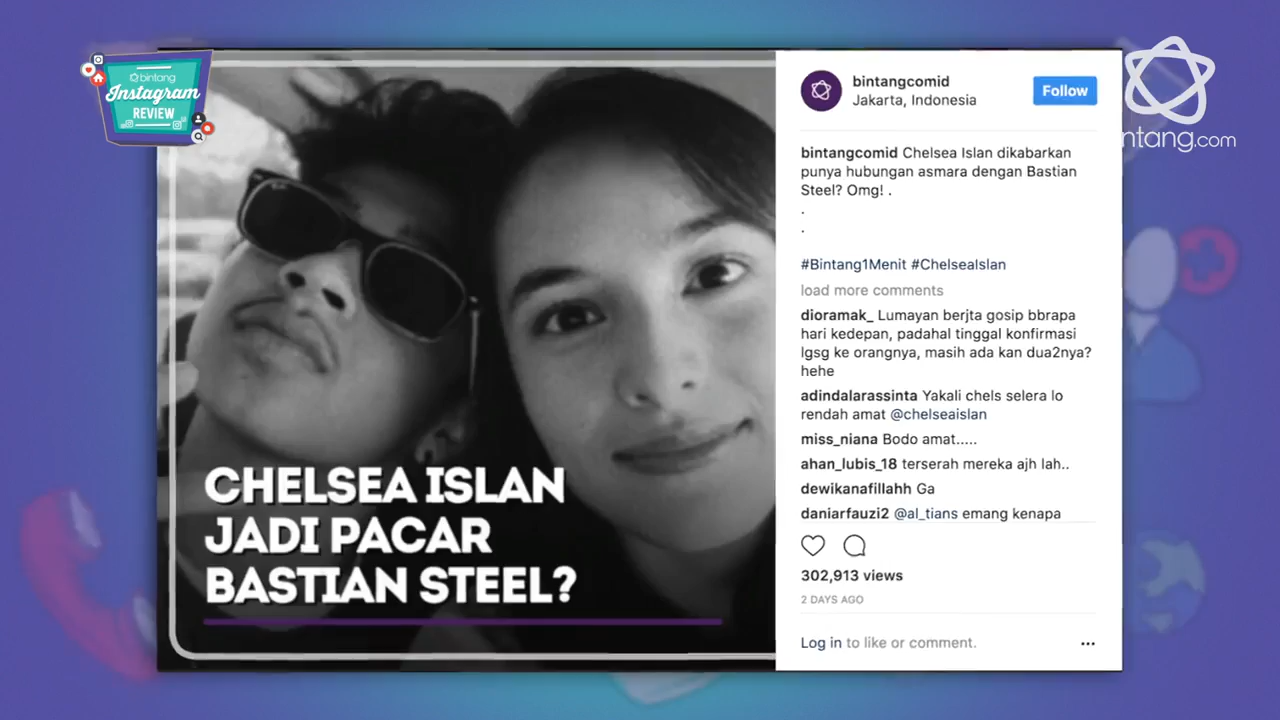 bintang
Instagram
REVIEW
CHELSEA ISLAN
JADI PACAR
BASTIAN STEEL?
bintangcomid
Jakarta, Indonesia
Follow
ntang.com
bintangcomid Chelsea Islan dikabarkan
punya hubungan asmara dengan Bastian
Steel? Omg! .
.
.
#Bintang1Menit #ChelseaIslan
load more comments
dioramak_ Lumayan berjta gosip bbrapa
hari kedepan, padahal tinggal konfirmasi
lgsg ke orangnya, masih ada kan dua2nya?
hehe
adindalarassinta Yakali chels selera lo
rendah amat @chelseaislan
miss_niana Bodo amat.....
ahan_lubis_18 terserah mereka ajh lah..
dewikanafillahh Ga
daniarfauzi2 @al_tians emang kenapa
302,913 views
2 DAYS AGO
Log in to like or comment.